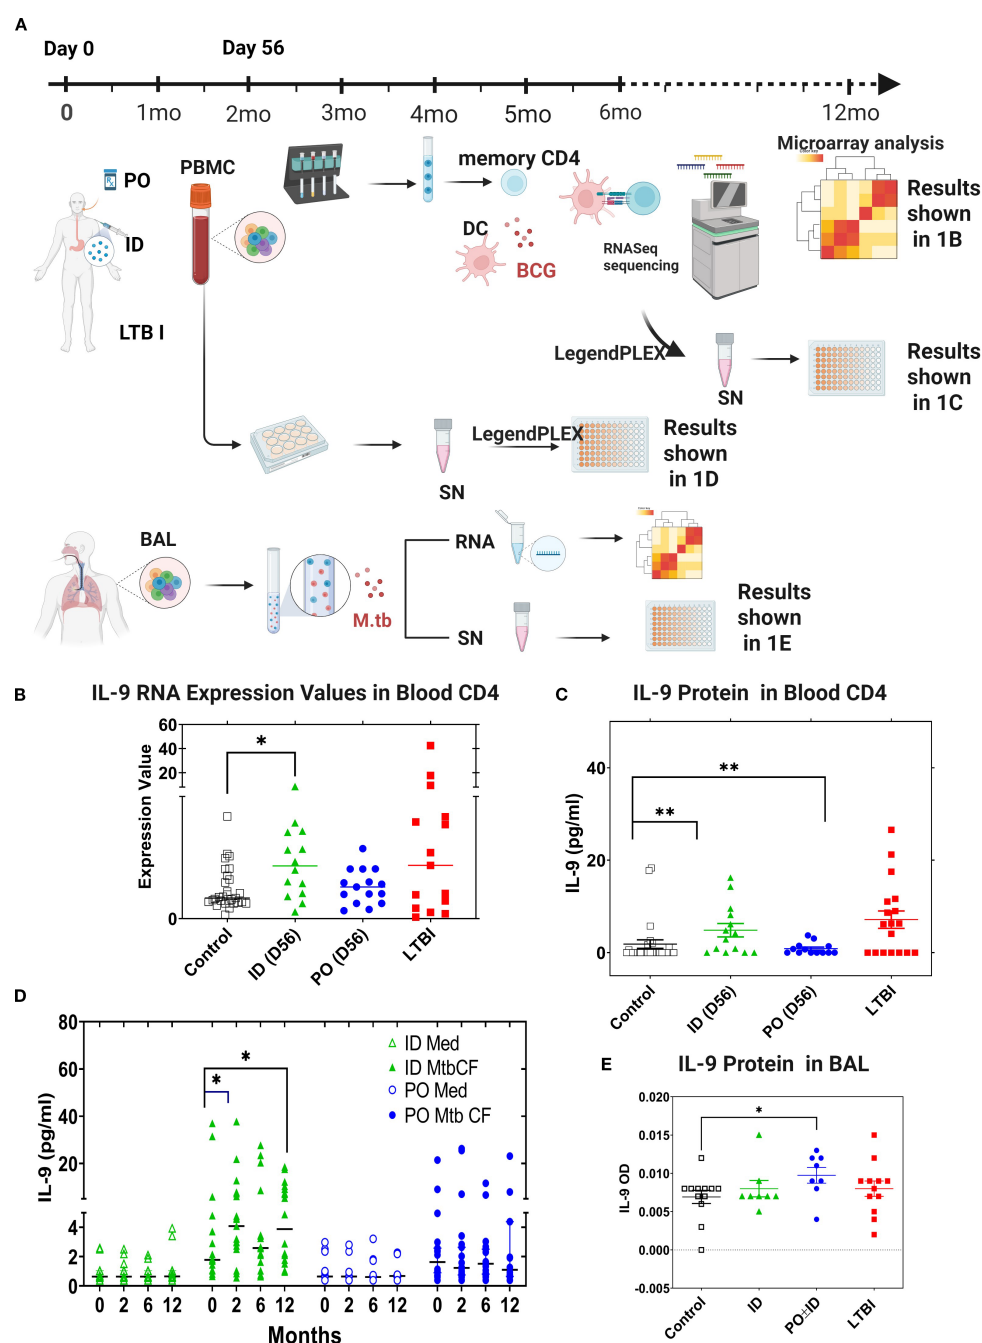 A
Day 0
Day 56
0
1mo
2mo
3mo
4mo
5mo
6mo
12mo
PO
ID
LTB I
PBMC
memory CD4
DC
BCG
RNASeq
sequencing
Microarray analysis
Results
shown
in 1B
LegendPLEX
SN
Results
shown
in 1C
LegendPLEX
SN
Results
shown
in 1D
BAL
M.tb
RNA
SN
Results
shown
in 1E
B
IL-9 RNA Expression Values in Blood CD4
Expression Value
60
40
20
0
*
Control
ID (D56)
PO (D56)
LTBI
C
IL-9 Protein in Blood CD4
IL-9 (pg/ml)
40
20
0
**
**
Control
ID (D56)
PO (D56)
LTBI
D
IL-9 (pg/ml)
80
60
40
20
4
2
0
*
*
ID Med
ID MtbCF
PO Med
PO Mtb CF
0 2 6 12 0 2 6 12 0 2 6 12 0 2 6 12
Months
E
IL-9 Protein in BAL
IL-9 OD
0.020
0.015
0.010
0.005
0.000
-0.005
*
Control
ID
PO±ID
LTBI